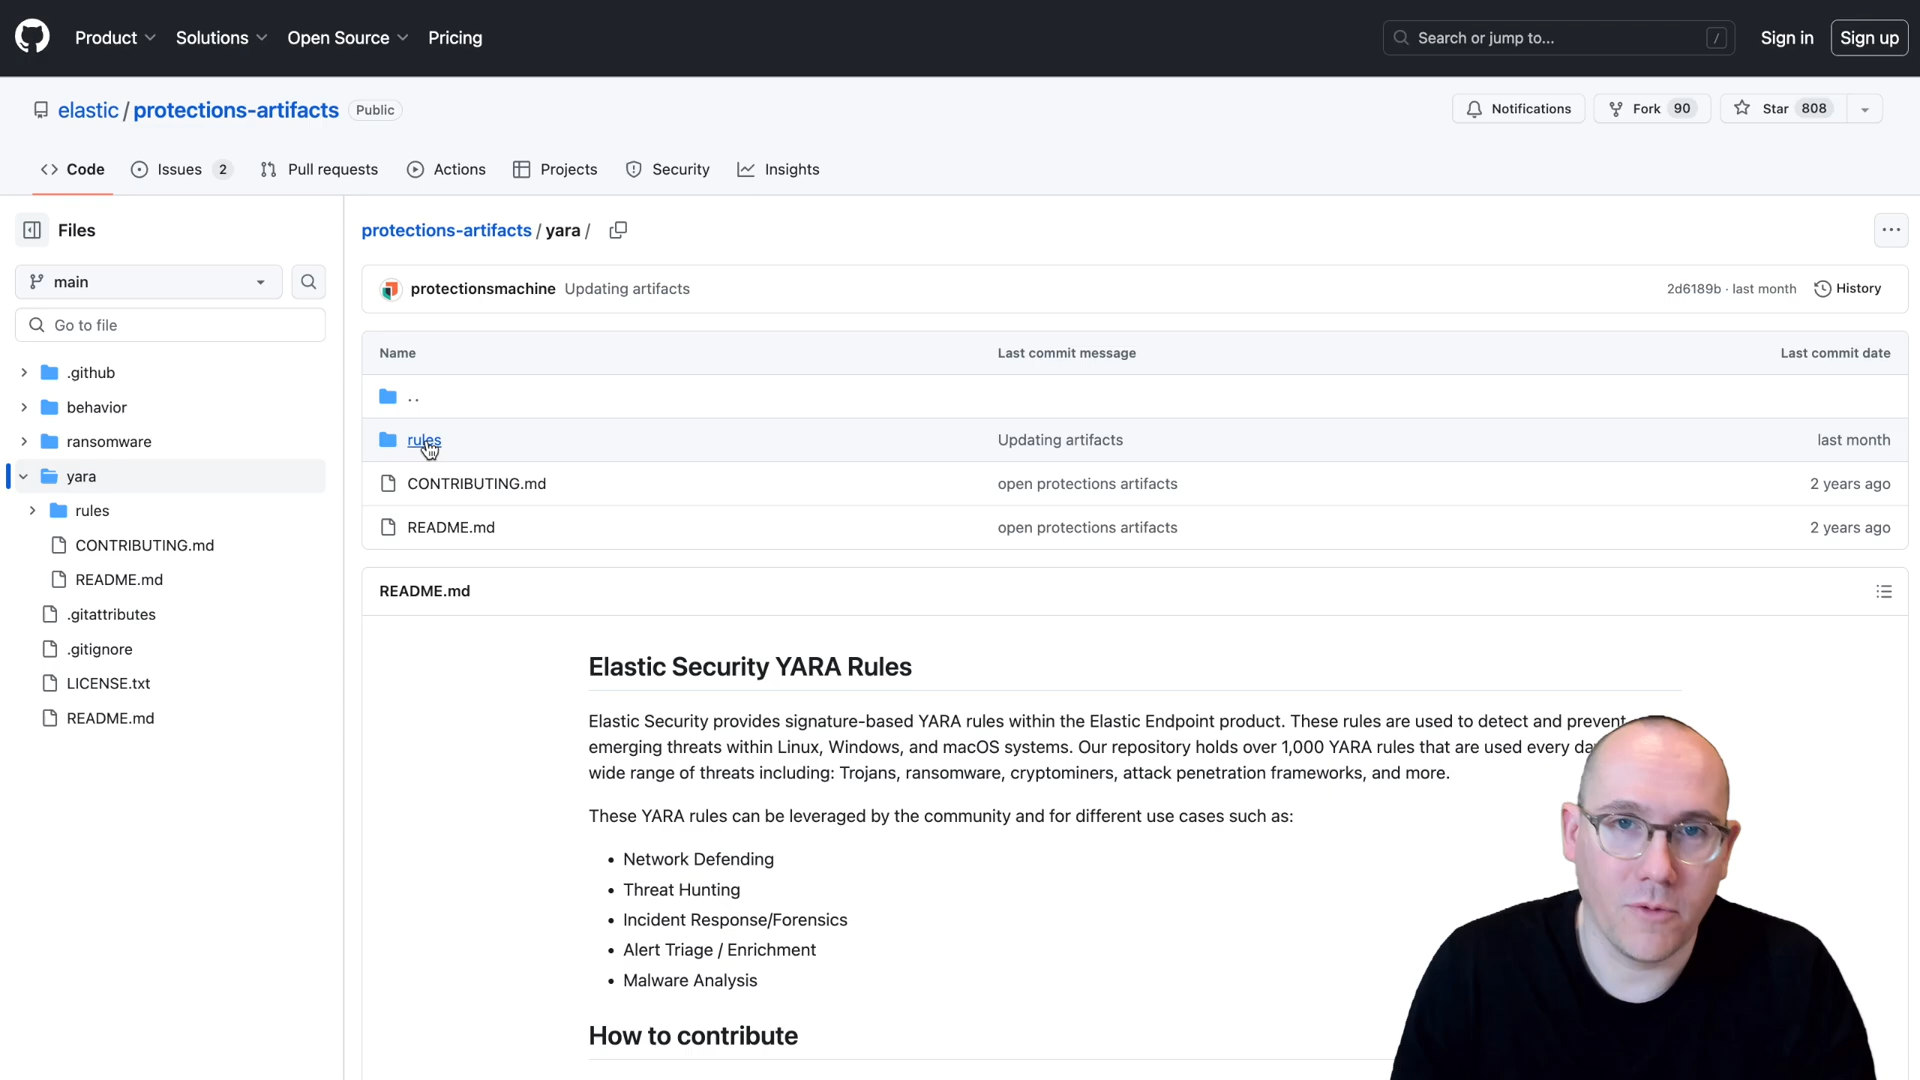 Product
Solutions
Open Source
Pricing
Search or jump to...
/
Sign in
Sign up
elastic / protections-artifacts
Public
Notifications
Fork 90
Star 808
Code
Issues 2
Pull requests
Actions
Projects
Security
Insights
Files
main
Go to file
.github
behavior
ransomware
yara
rules
CONTRIBUTING.md
README.md
.gitattributes
.gitignore
LICENSE.txt
README.md
protections-artifacts / yara /
protectionsmachine Updating artifacts
2d6189b · last month
History
Name Last commit message Last commit date
..
rules Updating artifacts last month
CONTRIBUTING.md open protections artifacts 2 years ago
README.md open protections artifacts 2 years ago
README.md
Elastic Security YARA Rules
Elastic Security provides signature-based YARA rules within the Elastic Endpoint product. These rules are used to detect and prevent
emerging threats within Linux, Windows, and macOS systems. Our repository holds over 1,000 YARA rules that are used every
wide range of threats including: Trojans, ransomware, cryptominers, attack penetration frameworks, and more.
These YARA rules can be leveraged by the community and for different use cases such as:
• Network Defending
• Threat Hunting
• Incident Response/Forensics
• Alert Triage / Enrichment
• Malware Analysis
How to contribute